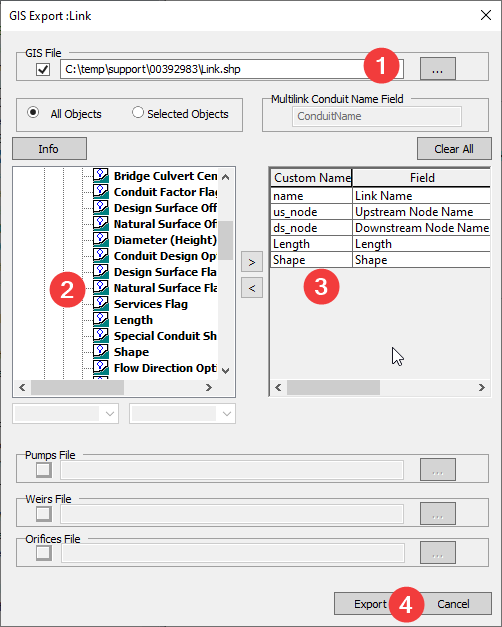 GIS Export :Link
GIS File
C:\temp\support\00392983\Link.shp
1
...
All Objects
Selected Objects
Multilink Conduit Name Field
ConduitName
Info
Clear All
Bridge Culvert Cen
Conduit Factor Flag
Design Surface Off
Natural Surface Of
Diameter (Height)
Conduit Design Opt
Design Surface Fla
Natural Surface Fla
Services Flag
Length
Special Conduit Sh
Shape
Flow Direction Opti
2
>
<
Custom Name Field
name Link Name
us_node Upstream Node Name
ds_node Downstream Node Name
Length Length
Shape Shape
3
Pumps File
...
Weirs File
...
Orifices File
...
Export
4
Cancel